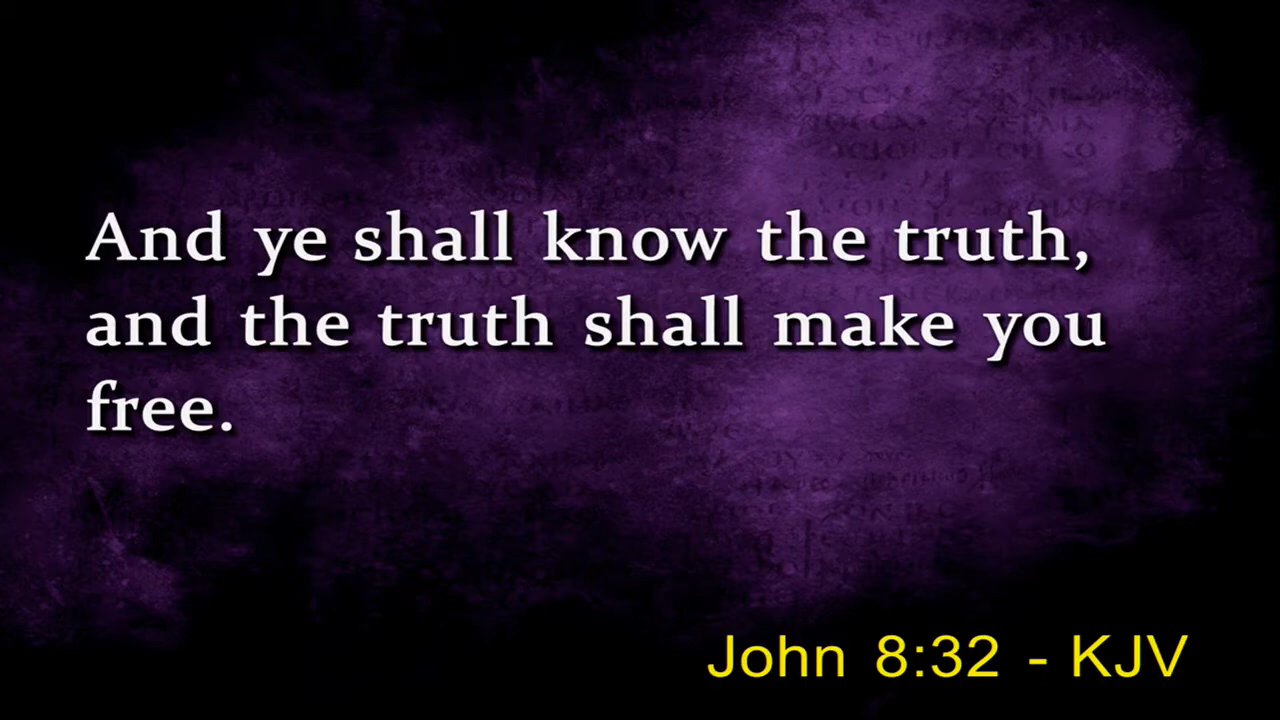 And ye shall know the truth,
and the truth shall make you
free.
John 8:32 - KJV